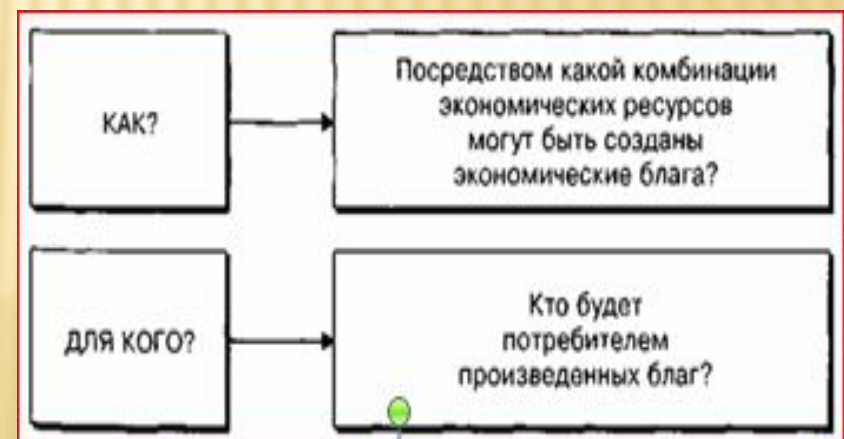 КАК?
Посредством какой комбинации
экономических ресурсов
могут быть созданы
экономические блага?
ДЛЯ КОГО?
Кто будет
потребителем
произведенных благ?